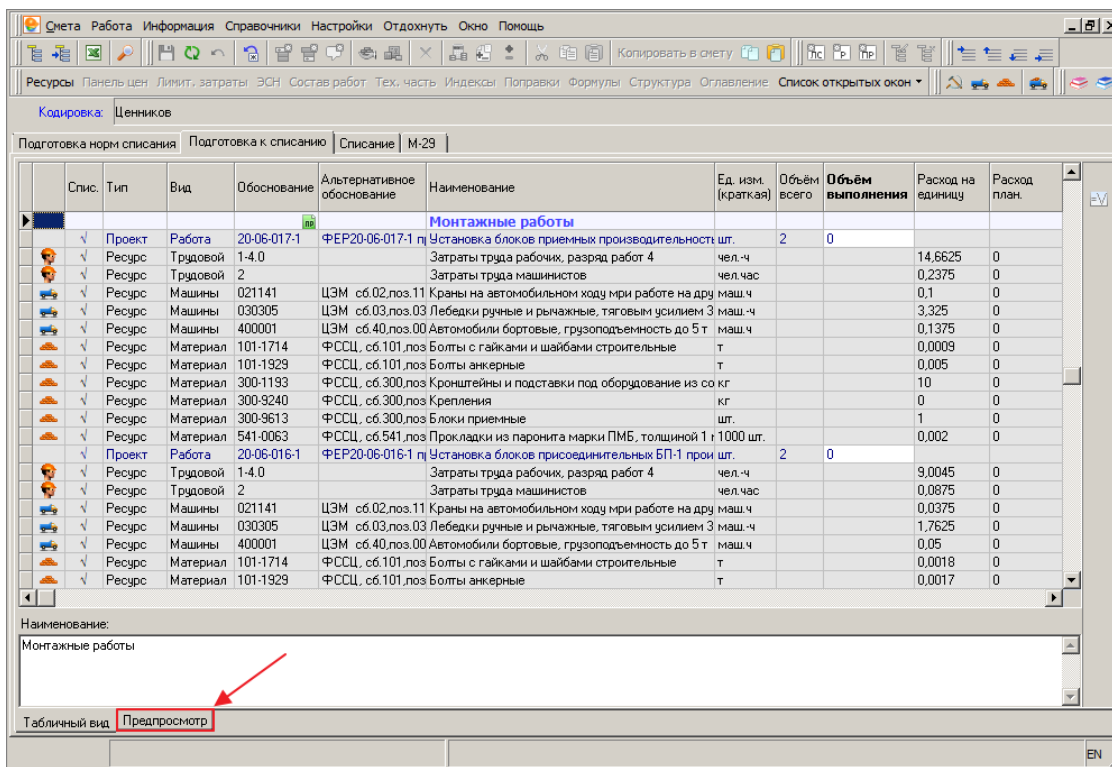 Смета Работа Информация Справочники Настройки Отдохнуть Окно Помощь
Копировать в смету
Ресурсы Панель цен Лимит. затраты ЭСН Состав работ Тех. часть Индексы Поправки Формулы Структура Оглавление Список открытых окон
Кодировка: Ценников
Подготовка норм списания Подготовка к списанию Списание М-29
Спис. Тип Вид Обоснование Альтернативное обоснование Наименование Ед. изм. (краткая) Объём всего Объём выполнения Расход на единицу Расход план.
Монтажные работы
√ Проект Работа 20-06-017-1 ФЕР20-06-017-1 п Установка блоков приемных производительность шт. 2 0
√ Ресурс Трудовой 1-4.0 Затраты труда рабочих, разряд работ 4 чел.-ч 14,6625 0
√ Ресурс Трудовой 2 Затраты труда машинистов чел.час 0,2375 0
√ Ресурс Машины 021141 ЦЭМ сб.02,поз.11 Краны на автомобильном ходу мри работе на дру маш.ч 0,1 0
√ Ресурс Машины 030305 ЦЭМ сб.03,поз.03 Лебедки ручные и рычажные, тяговым усилием 3 маш.-ч 3,325 0
√ Ресурс Машины 400001 ЦЭМ сб.40,поз.00 Автомобили бортовые, грузоподъемность до 5 т маш.ч 0,1375 0
√ Ресурс Материал 101-1714 ФССЦ, сб.101,поз Болты с гайками и шайбами строительные т 0,0009 0
√ Ресурс Материал 101-1929 ФССЦ, сб.101,поз Болты анкерные т 0,005 0
√ Ресурс Материал 300-1193 ФССЦ, сб.300,поз Кронштейны и подставки под оборудование из со кг 10 0
√ Ресурс Материал 300-9240 ФССЦ, сб.300,поз Крепления кг 0 0
√ Ресурс Материал 300-9613 ФССЦ, сб.300,поз Блоки приемные шт. 1 0
√ Ресурс Материал 541-0063 ФССЦ, сб.541,поз Прокладки из паронита марки ПМБ, толщиной 1 1000 шт. 0,002 0
√ Проект Работа 20-06-016-1 ФЕР20-06-016-1 п Установка блоков присоединительных БП-1 прои шт. 2 0
√ Ресурс Трудовой 1-4.0 Затраты труда рабочих, разряд работ 4 чел.-ч 9,0045 0
√ Ресурс Трудовой 2 Затраты труда машинистов чел.час 0,0875 0
√ Ресурс Машины 021141 ЦЭМ сб.02,поз.11 Краны на автомобильном ходу мри работе на дру маш.ч 0,0375 0
√ Ресурс Машины 030305 ЦЭМ сб.03,поз.03 Лебедки ручные и рычажные, тяговым усилием 3 маш.-ч 1,7625 0
√ Ресурс Машины 400001 ЦЭМ сб.40,поз.00 Автомобили бортовые, грузоподъемность до 5 т маш.ч 0,05 0
√ Ресурс Материал 101-1714 ФССЦ, сб.101,поз Болты с гайками и шайбами строительные т 0,0018 0
√ Ресурс Материал 101-1929 ФССЦ, сб.101,поз Болты анкерные т 0,0017 0
Наименование:
Монтажные работы
Табличный вид Предпросмотр
EN